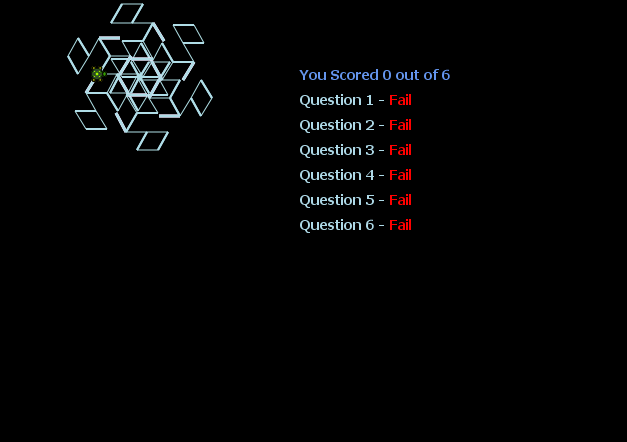 You Scored 0 out of 6
Question 1 - Fail
Question 2 - Fail
Question 3 - Fail
Question 4 - Fail
Question 5 - Fail
Question 6 - Fail